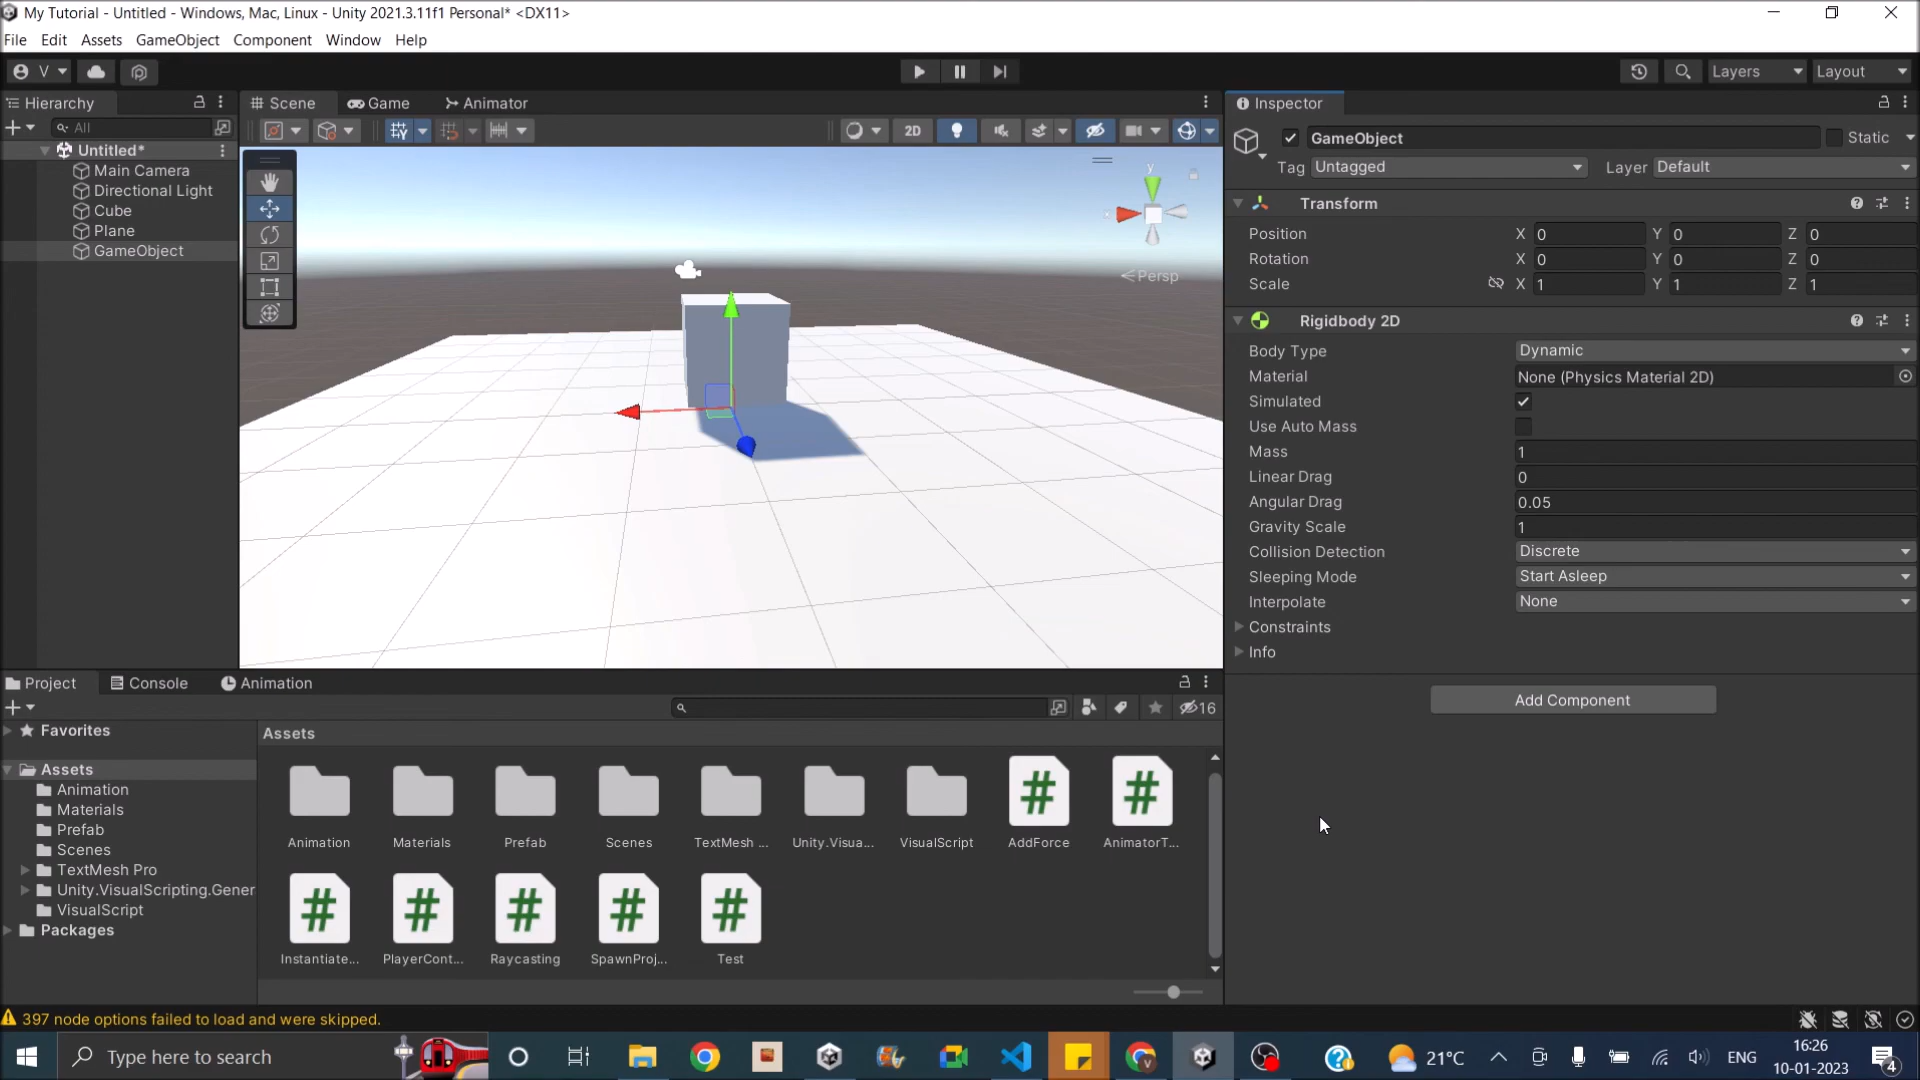 My Tutorial - Untitled - Windows, Mac, Linux - Unity 2021.3.11f1 Personal* <DX11>
File Edit Assets GameObject Component Window Help
V Layers Layout
Hierarchy
All
Untitled*
Main Camera
Directional Light
Cube
Plane
GameObject
Scene Game Animator
2D
y
Persp
Inspector
GameObject Static
Tag Untagged Layer Default
Transform
Position X 0 Y 0 Z 0
Rotation X 0 Y 0 Z 0
Scale X 1 Y 1 Z 1
Rigidbody 2D
Body Type Dynamic
Material None (Physics Material 2D)
Simulated
Use Auto Mass
Mass 1
Linear Drag 0
Angular Drag 0.05
Gravity Scale 1
Collision Detection Discrete
Sleeping Mode Start Asleep
Interpolate None
Constraints
Info
Add Component
Project Console Animation
16
Favorites
Assets
Animation
Materials
Prefab
Scenes
TextMesh Pro
Unity.VisualScripting.Gener
VisualScript
Packages
Assets
Animation Materials Prefab Scenes TextMesh ... Unity.Visua... VisualScript AddForce AnimatorT...
Instantiate... PlayerCont... Raycasting SpawnProj... Test
397 node options failed to load and were skipped.
Type here to search
21°C
ENG
16:26
10-01-2023
4